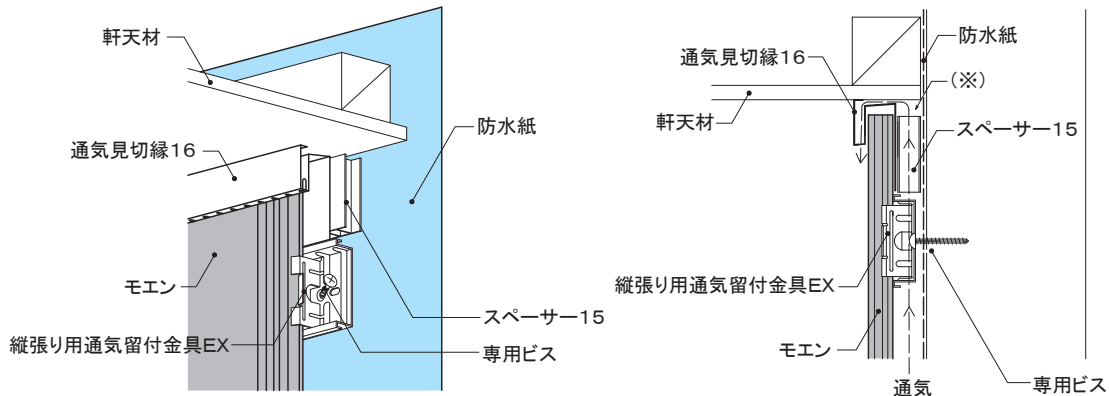 軒天材
防水紙
通気見切縁16
モエン
縦張り用通気留付金具EX
スペーサー15
専用ビス
防水紙
通気見切縁16
(※)
軒天材
スペーサー15
縦張り用通気留付金具EX
モエン
通気
専用ビス